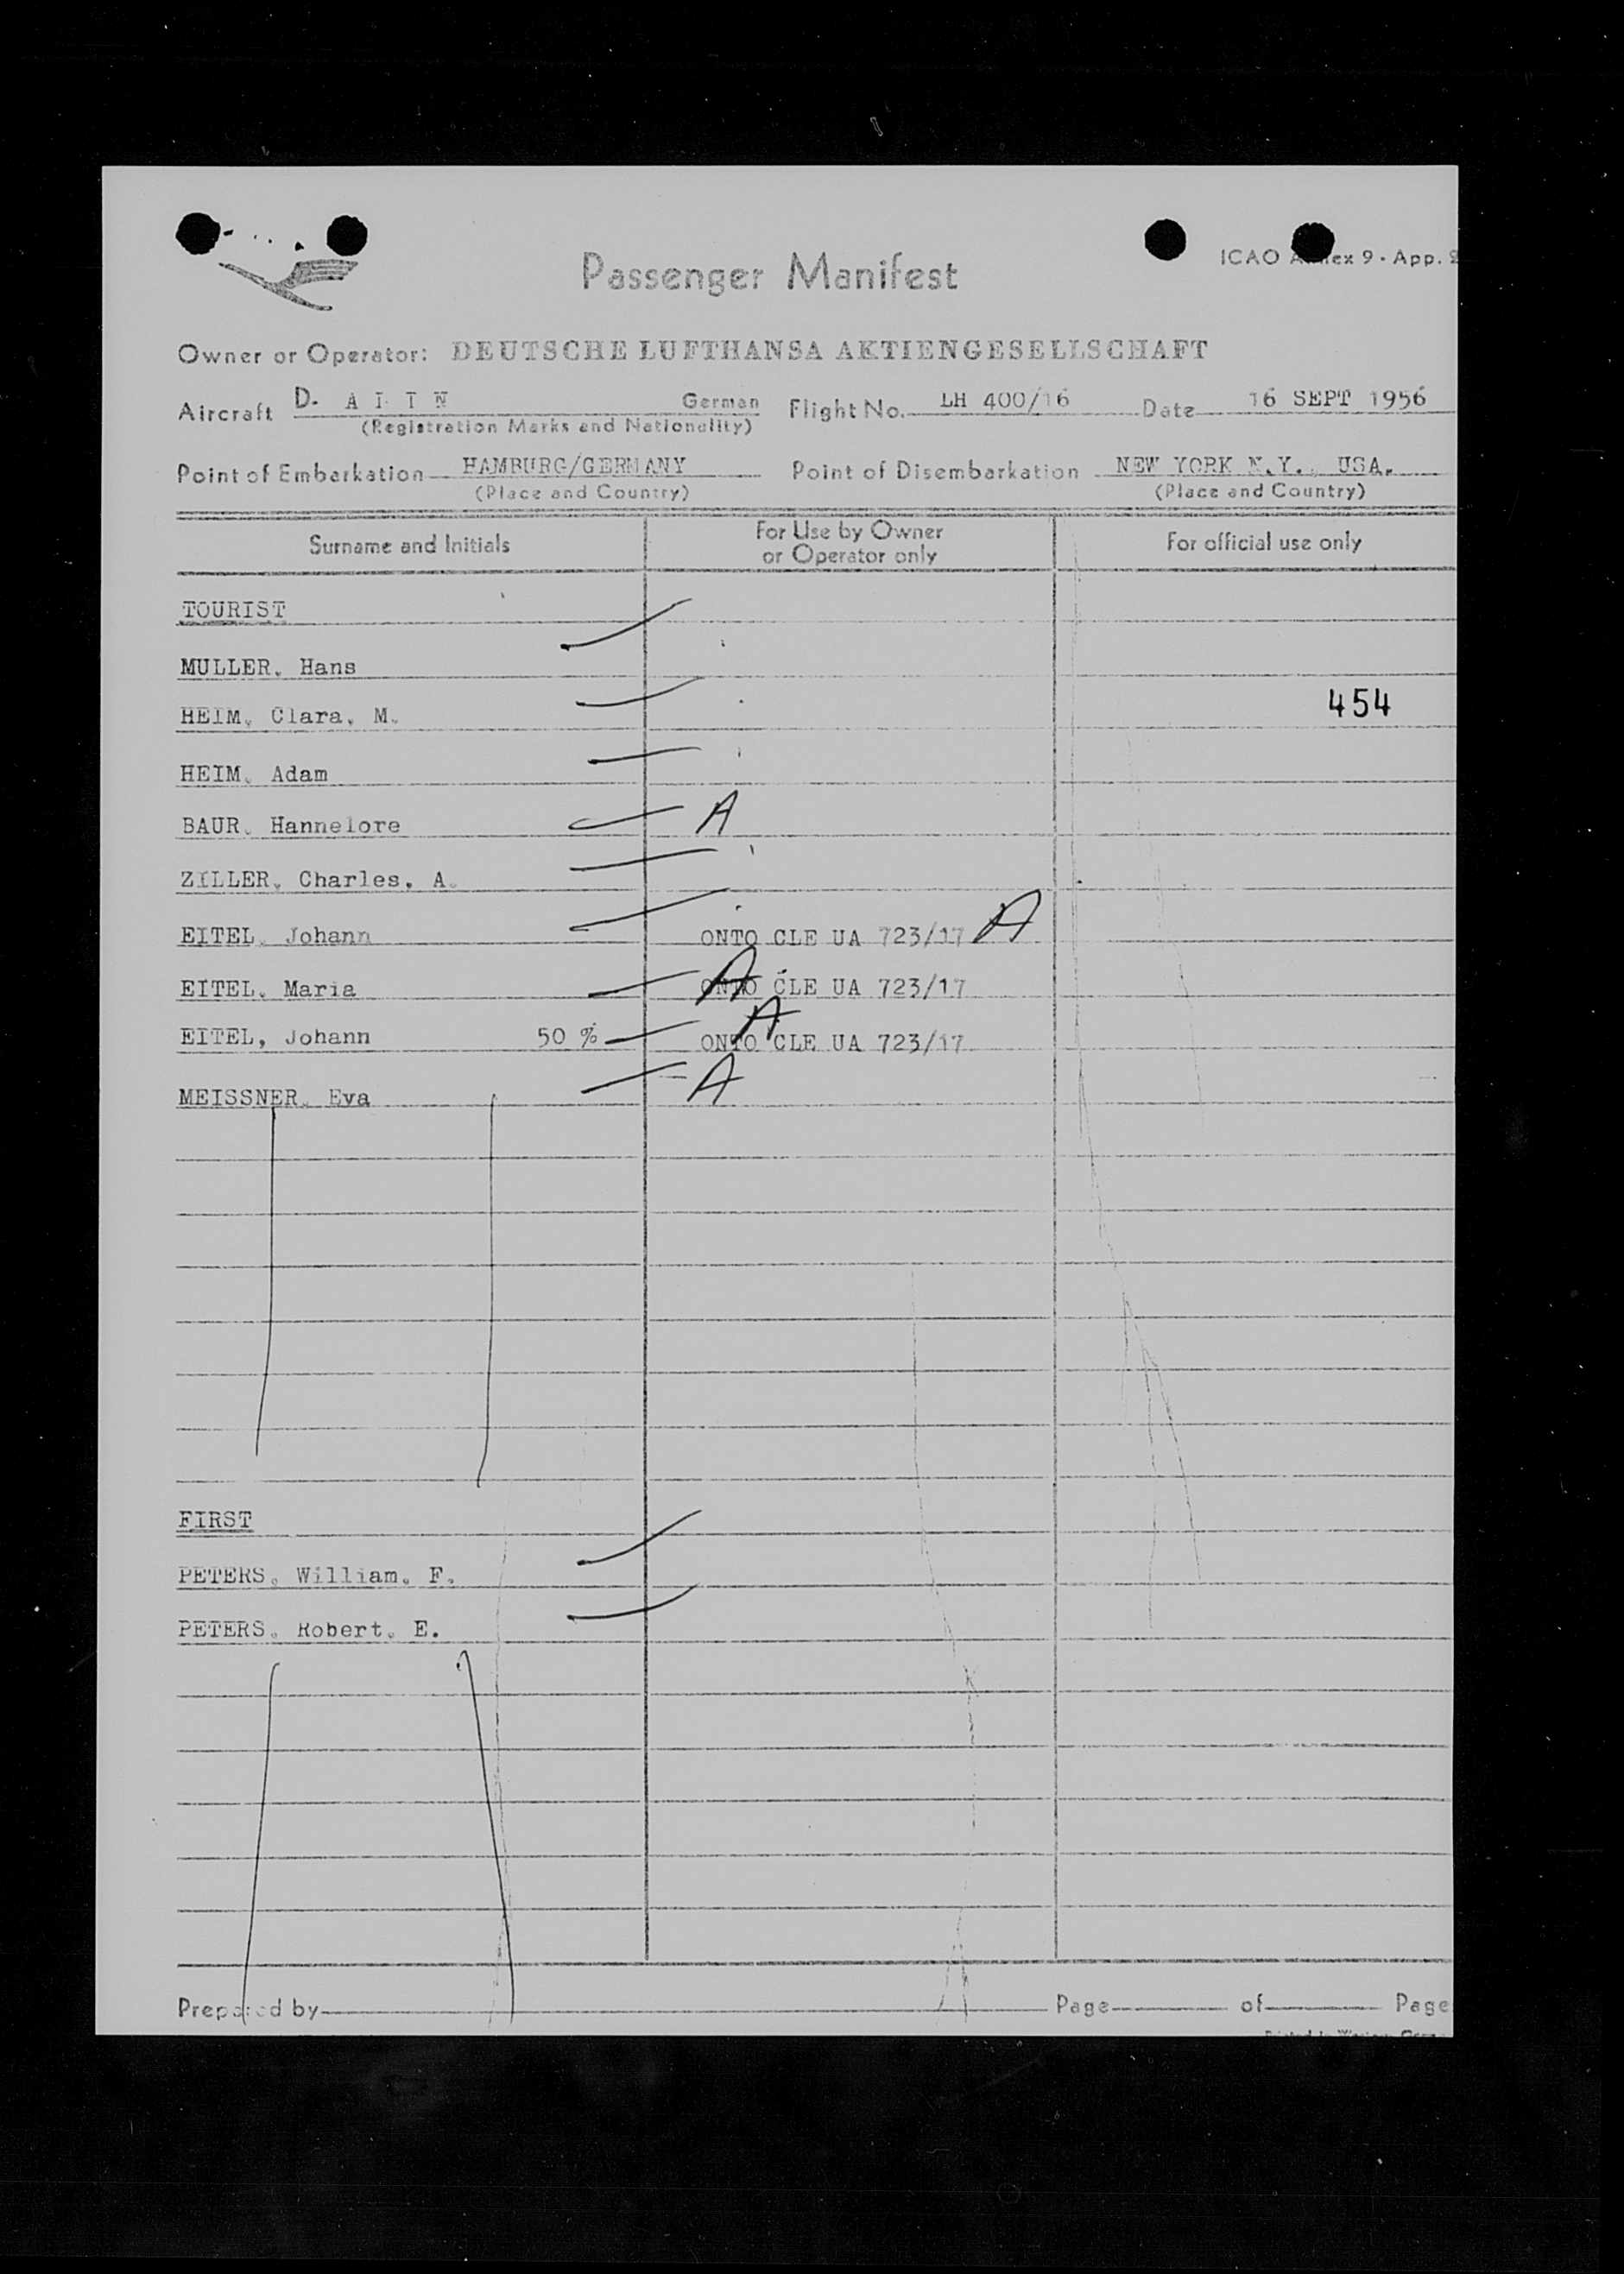 Passenger Manifest
ICAO Annex 9 - App. 2
Owner or Operator: DEUTSCHE LUFTHANSA AKTIENGESELLSCHAFT
Aircraft D- A I I N German Flight No. LH 400/16 Date 16 SEPT 1956
(Registration Marks and Nationality)
Point of Embarkation HAMBURG/GERMANY Point of Disembarkation NEW YORK N.Y., USA.
(Place and Country) (Place and Country)
Surname and Initials For Use by Owner or Operator only For official use only
TOURIST
MULLER, Hans
HEIM, Clara, M. 454
HEIM, Adam
BAUR, Hannelore A
ZILLER, Charles, A.
EITEL, Johann ONTO CLE UA 723/17 A
EITEL, Maria A ONTO CLE UA 723/17
EITEL, Johann 50 % ONTO CLE UA 723/17 A
MEISSNER, Eva A
FIRST
PETERS, William, F.
PETERS, Robert, E.
Prepared by Page of Page